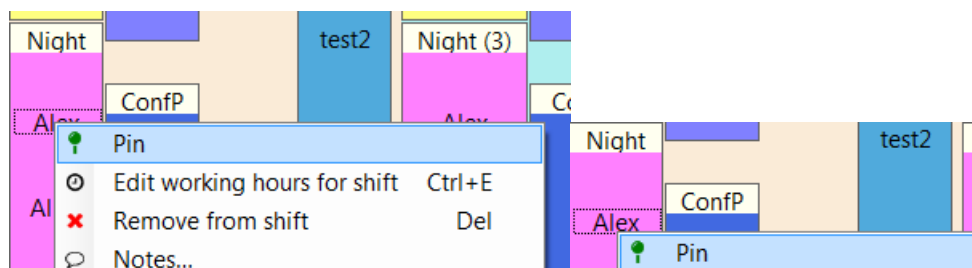 Night test2 Night (3)
ConfP
Alex
Pin
Edit working hours for shift Ctrl+E
Remove from shift Del
Notes...
Night test2
ConfP
Alex
Pin